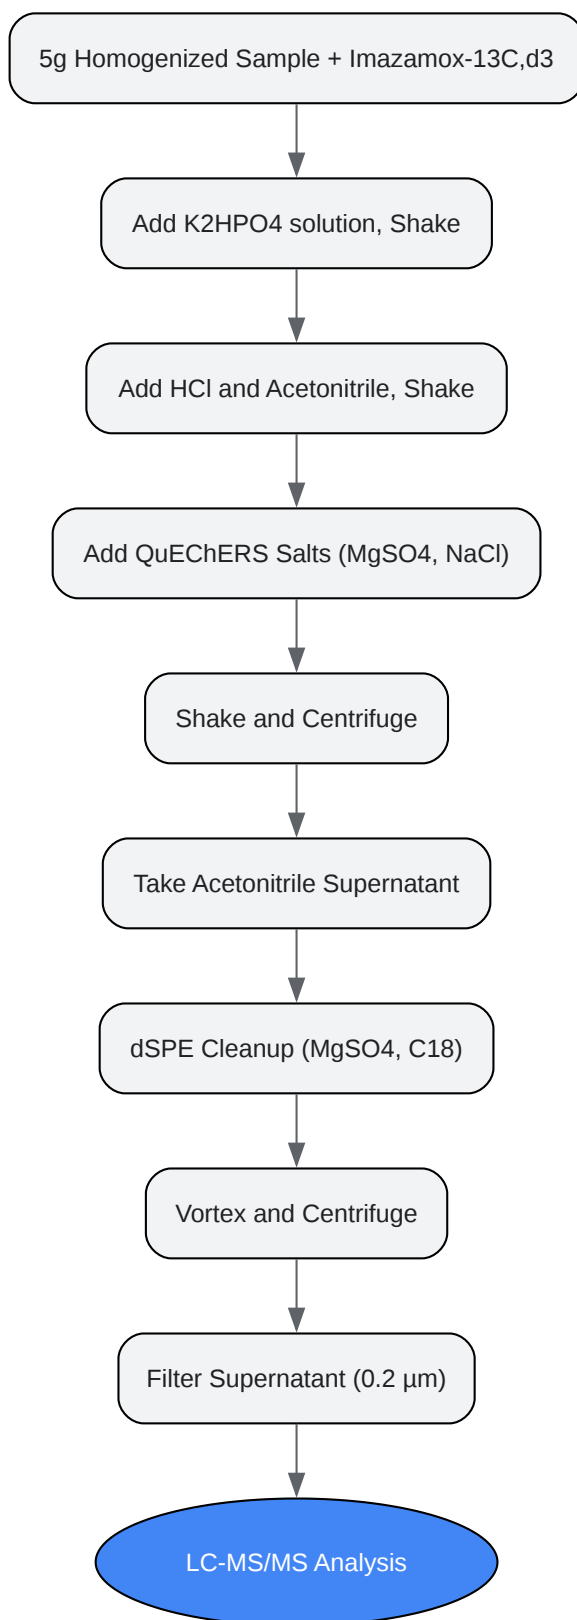 5g Homogenized Sample + Imazamox-13C,d3
Add K2HPO4 solution, Shake
Add HCl and Acetonitrile, Shake
Add QuEChERS Salts (MgSO4, NaCl)
Shake and Centrifuge
Take Acetonitrile Supernatant
dSPE Cleanup (MgSO4, C18)
Vortex and Centrifuge
Filter Supernatant (0.2 µm)
LC-MS/MS Analysis